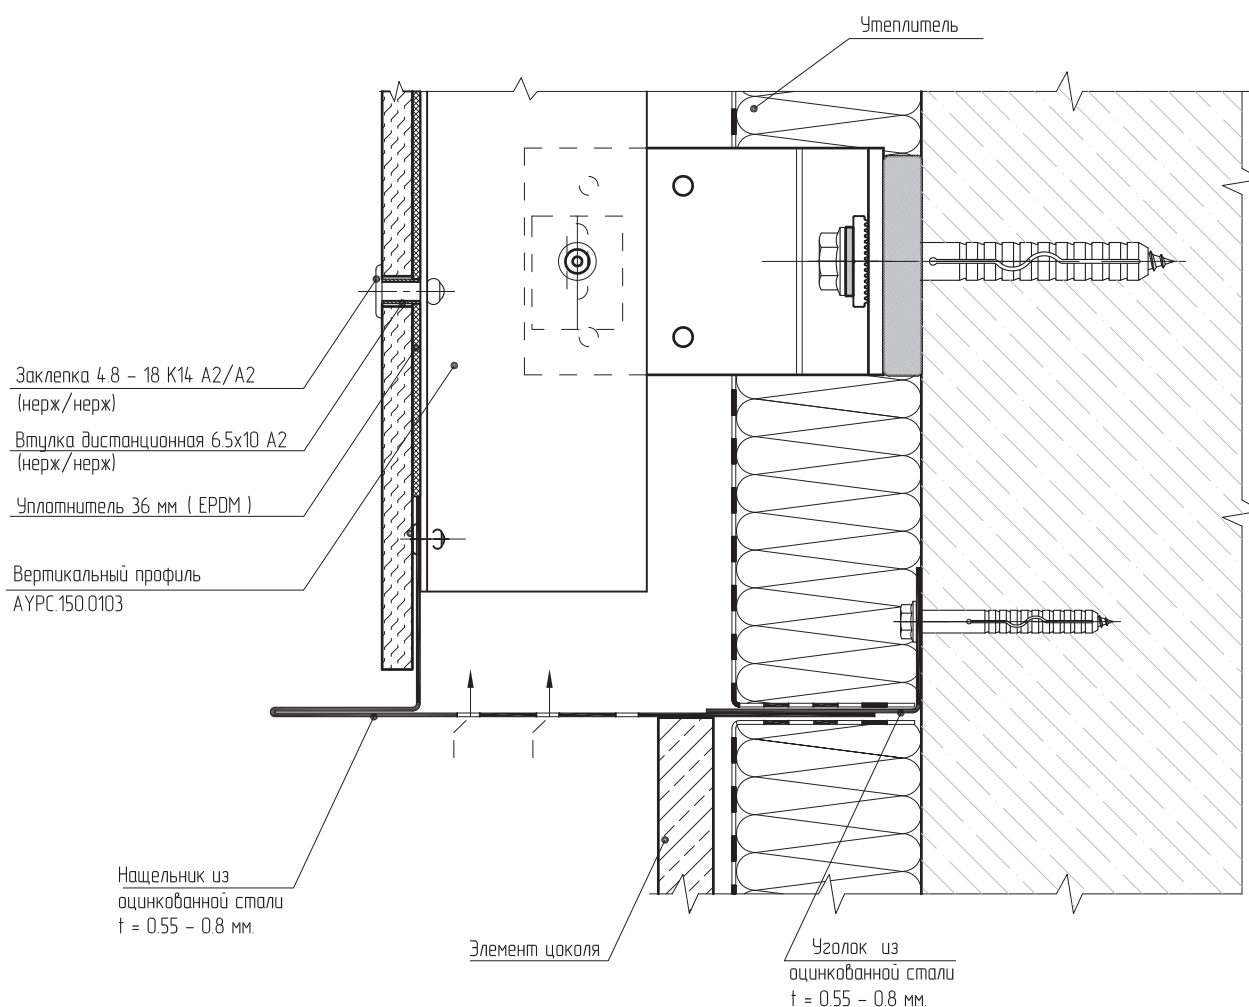 Утеплитель
Заклепка 4.8 - 18 К14 А2/А2
(нерж/нерж)
Втулка дистанционная 6.5х10 А2
(нерж/нерж)
Уплотнитель 36 мм ( EPDM )
Вертикальный профиль
AYPC.150.0103
Нащельник из
оцинкованной стали
t = 0.55 - 0.8 мм.
Элемент цоколя
Уголок из
оцинкованной стали
t = 0.55 - 0.8 мм.